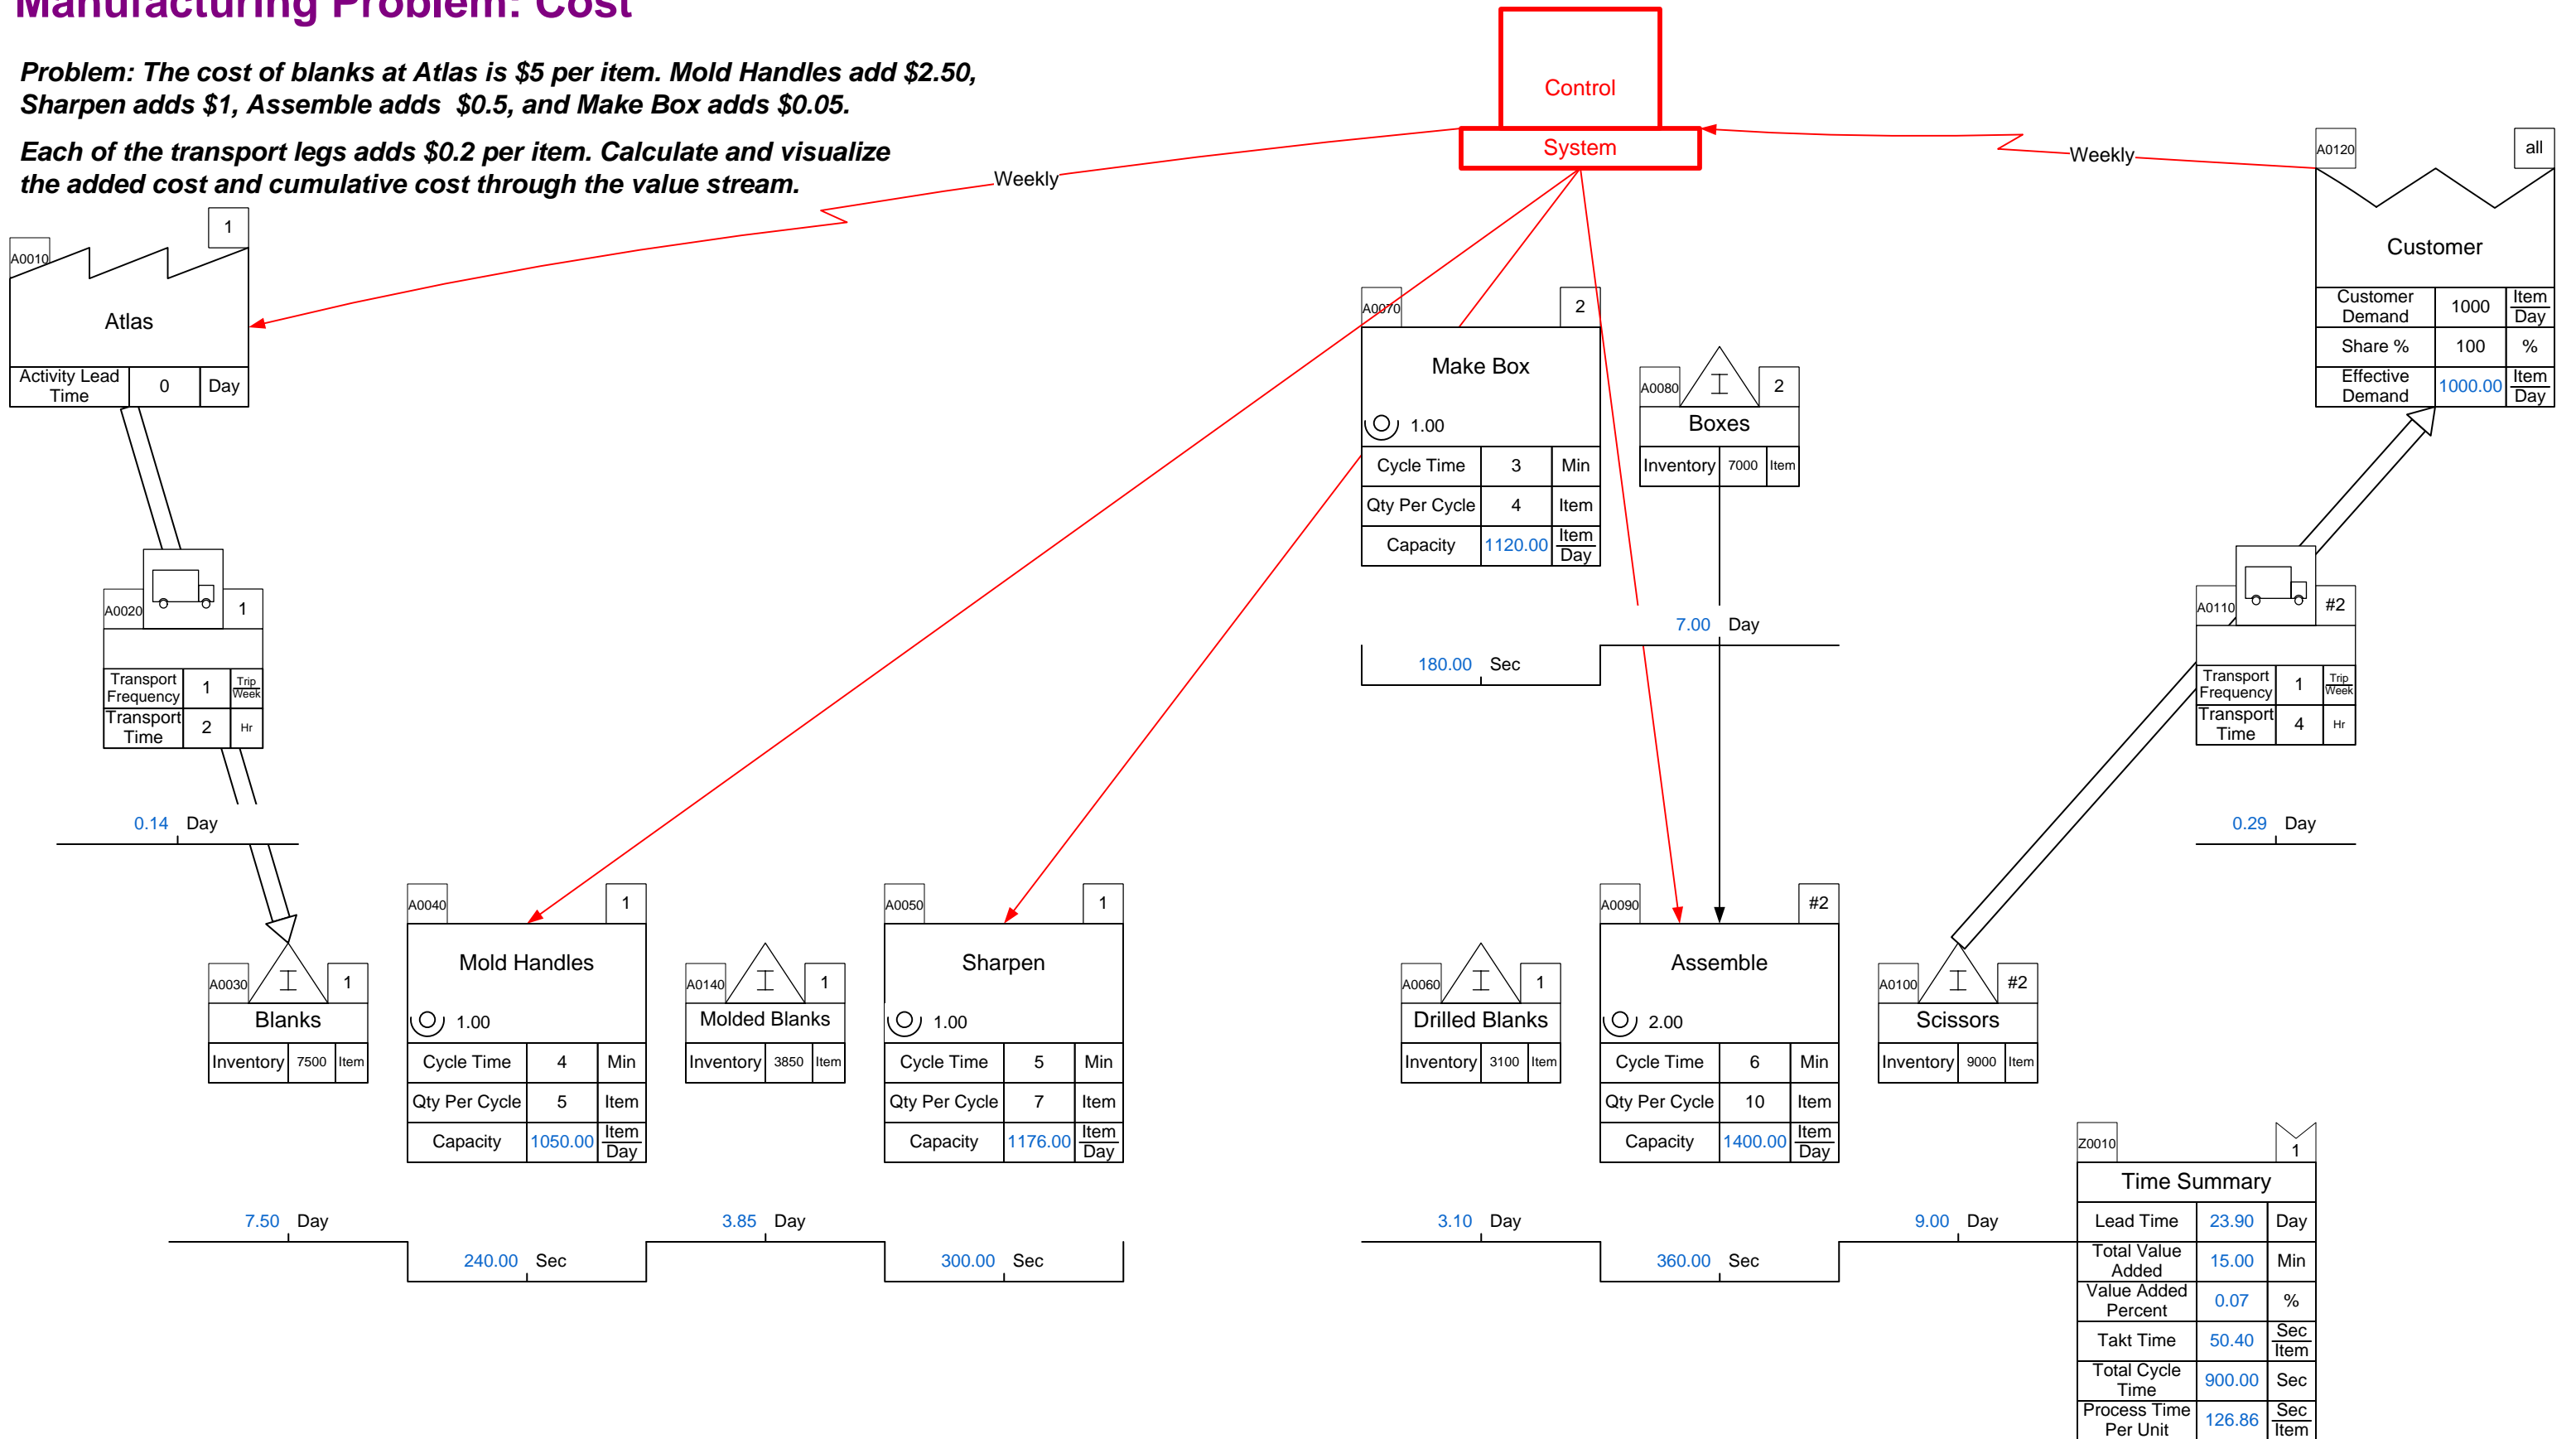 Manufacturing Problem: Cost
Problem: The cost of blanks at Atlas is $5 per item. Mold Handles add $2.50,
Sharpen adds $1, Assemble adds $0.5, and Make Box adds $0.05.
Each of the transport legs adds $0.2 per item. Calculate and visualize
the added cost and cumulative cost through the value stream.
Control
System
Weekly
Weekly
A0010
1
Atlas
Activity Lead
Time
0
Day
A0120
all
Customer
Customer
Demand
1000
Item
Day
Share %
100
%
Effective
Demand
1000.00
Item
Day
A0070
2
Make Box
1.00
Cycle Time
3
Min
Qty Per Cycle
4
Item
Capacity
1120.00
Item
Day
A0080
I
2
Boxes
Inventory
7000
Item
7.00 Day
180.00 Sec
A0020
1
Transport
Frequency
1
Trip
Week
Transport
Time
2
Hr
0.14 Day
A0110
#2
Transport
Frequency
1
Trip
Week
Transport
Time
4
Hr
0.29 Day
A0030
I
1
Blanks
Inventory
7500
Item
A0040
1
Mold Handles
1.00
Cycle Time
4
Min
Qty Per Cycle
5
Item
Capacity
1050.00
Item
Day
A0140
I
1
Molded Blanks
Inventory
3850
Item
A0050
1
Sharpen
1.00
Cycle Time
5
Min
Qty Per Cycle
7
Item
Capacity
1176.00
Item
Day
A0060
I
1
Drilled Blanks
Inventory
3100
Item
A0090
#2
Assemble
2.00
Cycle Time
6
Min
Qty Per Cycle
10
Item
Capacity
1400.00
Item
Day
A0100
I
#2
Scissors
Inventory
9000
Item
7.50 Day
240.00 Sec
3.85 Day
300.00 Sec
3.10 Day
360.00 Sec
9.00 Day
Z0010
1
Time Summary
Lead Time
23.90
Day
Total Value
Added
15.00
Min
Value Added
Percent
0.07
%
Takt Time
50.40
Sec
Item
Total Cycle
Time
900.00
Sec
Process Time
Per Unit
126.86
Sec
Item